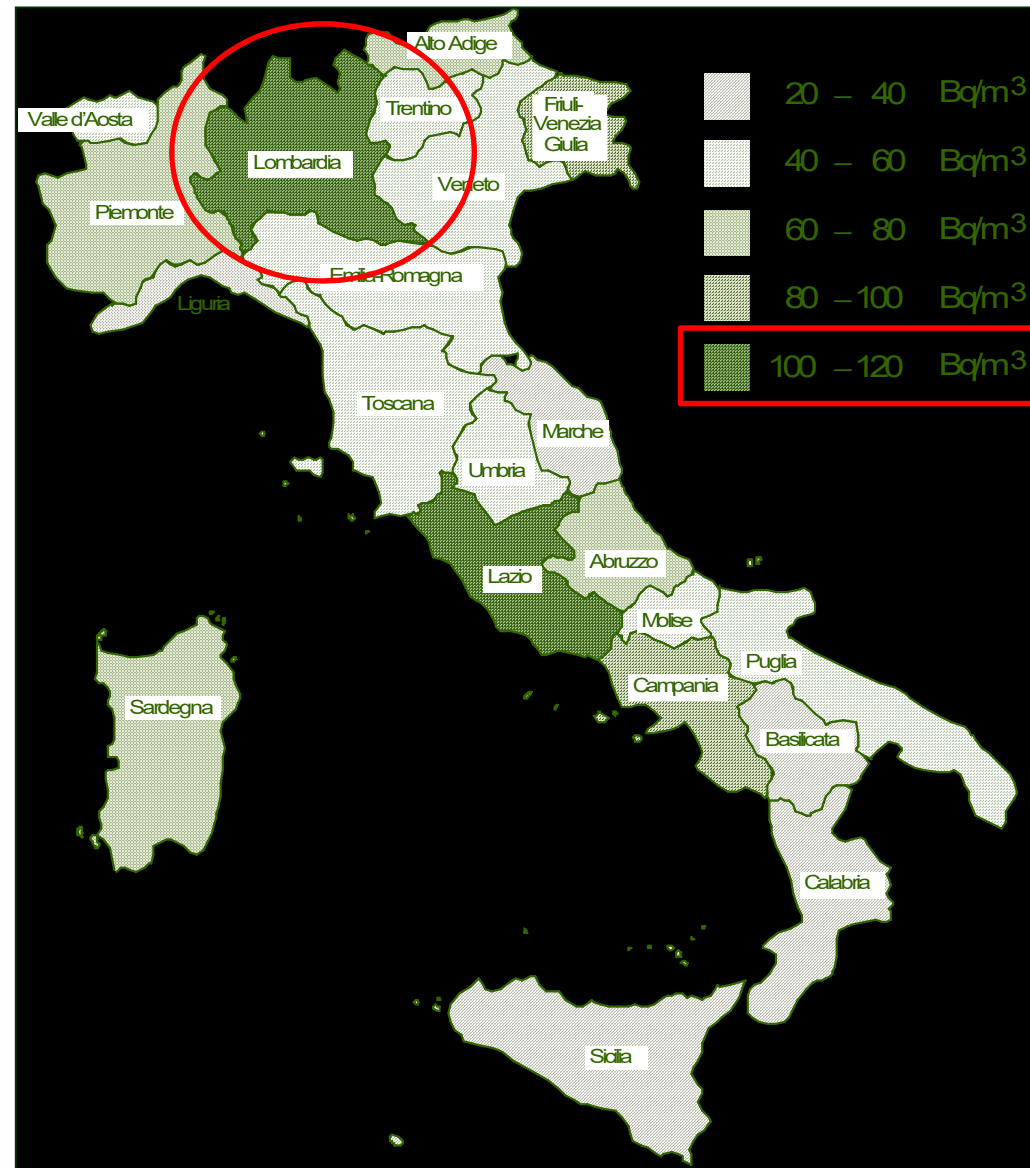 Alto Adige
Trentino
Friuli-
Venezia
Giulia
Valle d'Aosta
Lombardia
Veneto
Piemonte
Emilia-Romagna
Liguria
Toscana
Marche
Umbria
Abruzzo
Lazio
Molise
Puglia
Campania
Sardegna
Basilicata
Calabria
Sicilia
20 – 40 Bq/m³
40 – 60 Bq/m³
60 – 80 Bq/m³
80 – 100 Bq/m³
100 – 120 Bq/m³